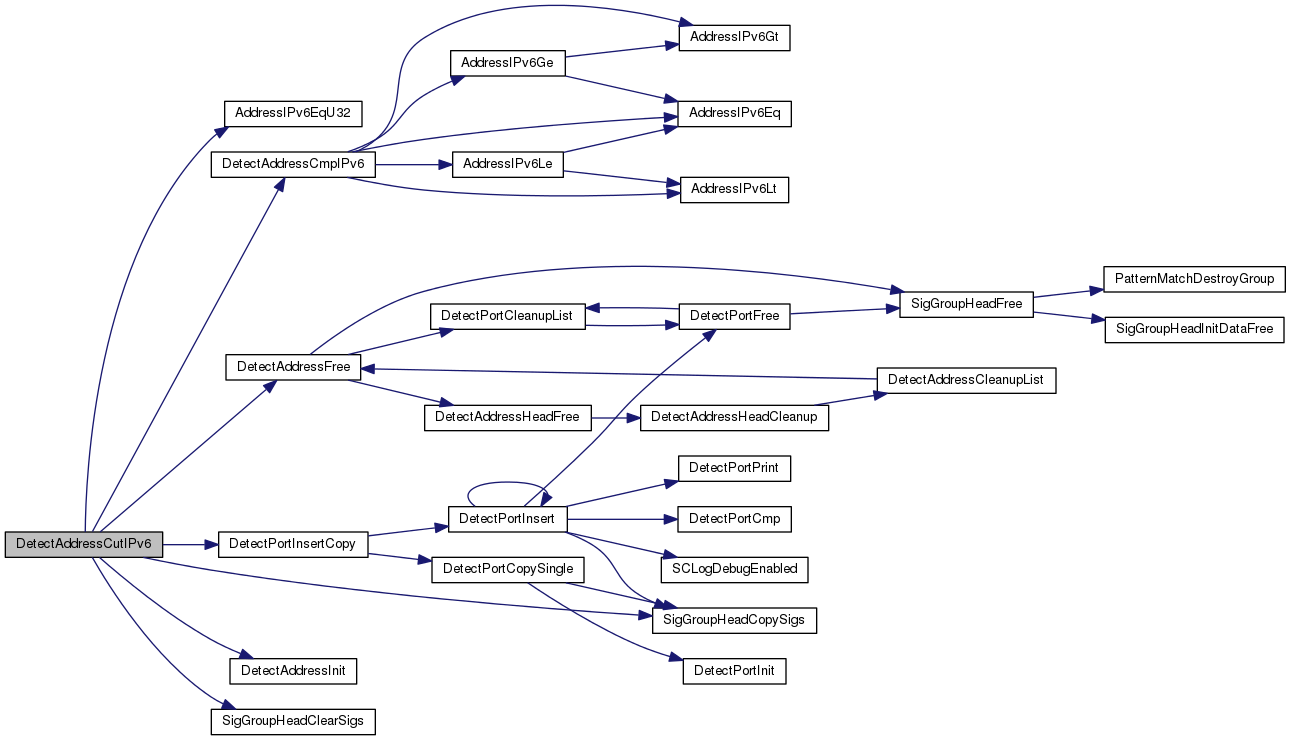 AddressIPv6Gt
AddressIPv6Ge
AddressIPv6EqU32
AddressIPv6Eq
DetectAddressCmpIPv6
AddressIPv6Le
AddressIPv6Lt
PatternMatchDestroyGroup
SigGroupHeadFree
DetectPortCleanupList
DetectPortFree
SigGroupHeadInitDataFree
DetectAddressFree
DetectAddressCleanupList
DetectAddressHeadFree
DetectAddressHeadCleanup
DetectPortPrint
DetectPortInsert
DetectPortCmp
DetectAddressCutIPv6
DetectPortInsertCopy
DetectPortCopySingle
SCLogDebugEnabled
SigGroupHeadCopySigs
DetectAddressInit
DetectPortInit
SigGroupHeadClearSigs